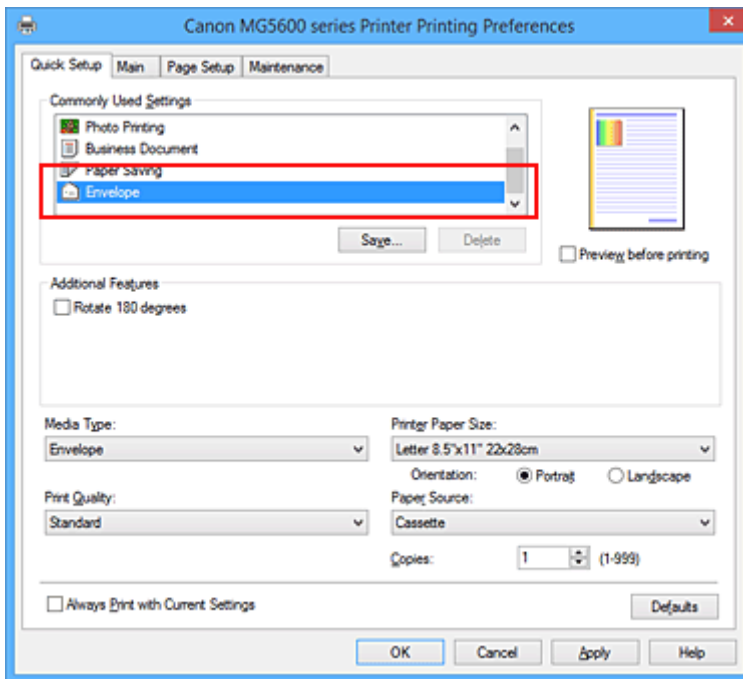 Canon MG5600 series Printer Printing Preferences
Quick Setup Main Page Setup Maintenance
Commonly Used Settings
Photo Printing
Business Document
Paper Saving
Envelope
Save... Delete
Preview before printing
Additional Features
Rotate 180 degrees
Media Type: Printer Paper Size:
Envelope Letter 8.5"x11" 22x28cm
Orientation: Portrait Landscape
Print Quality: Paper Source:
Standard Cassette
Copies: 1 (1-999)
Always Print with Current Settings Defaults
OK Cancel Apply Help